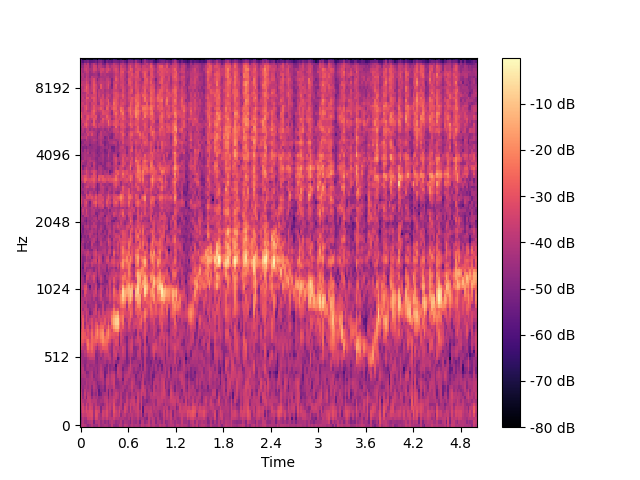 8192
4096
2048
1024
512
0
Hz
0 0.6 1.2 1.8 2.4 3 3.6 4.2 4.8
Time
-10 dB
-20 dB
-30 dB
-40 dB
-50 dB
-60 dB
-70 dB
-80 dB